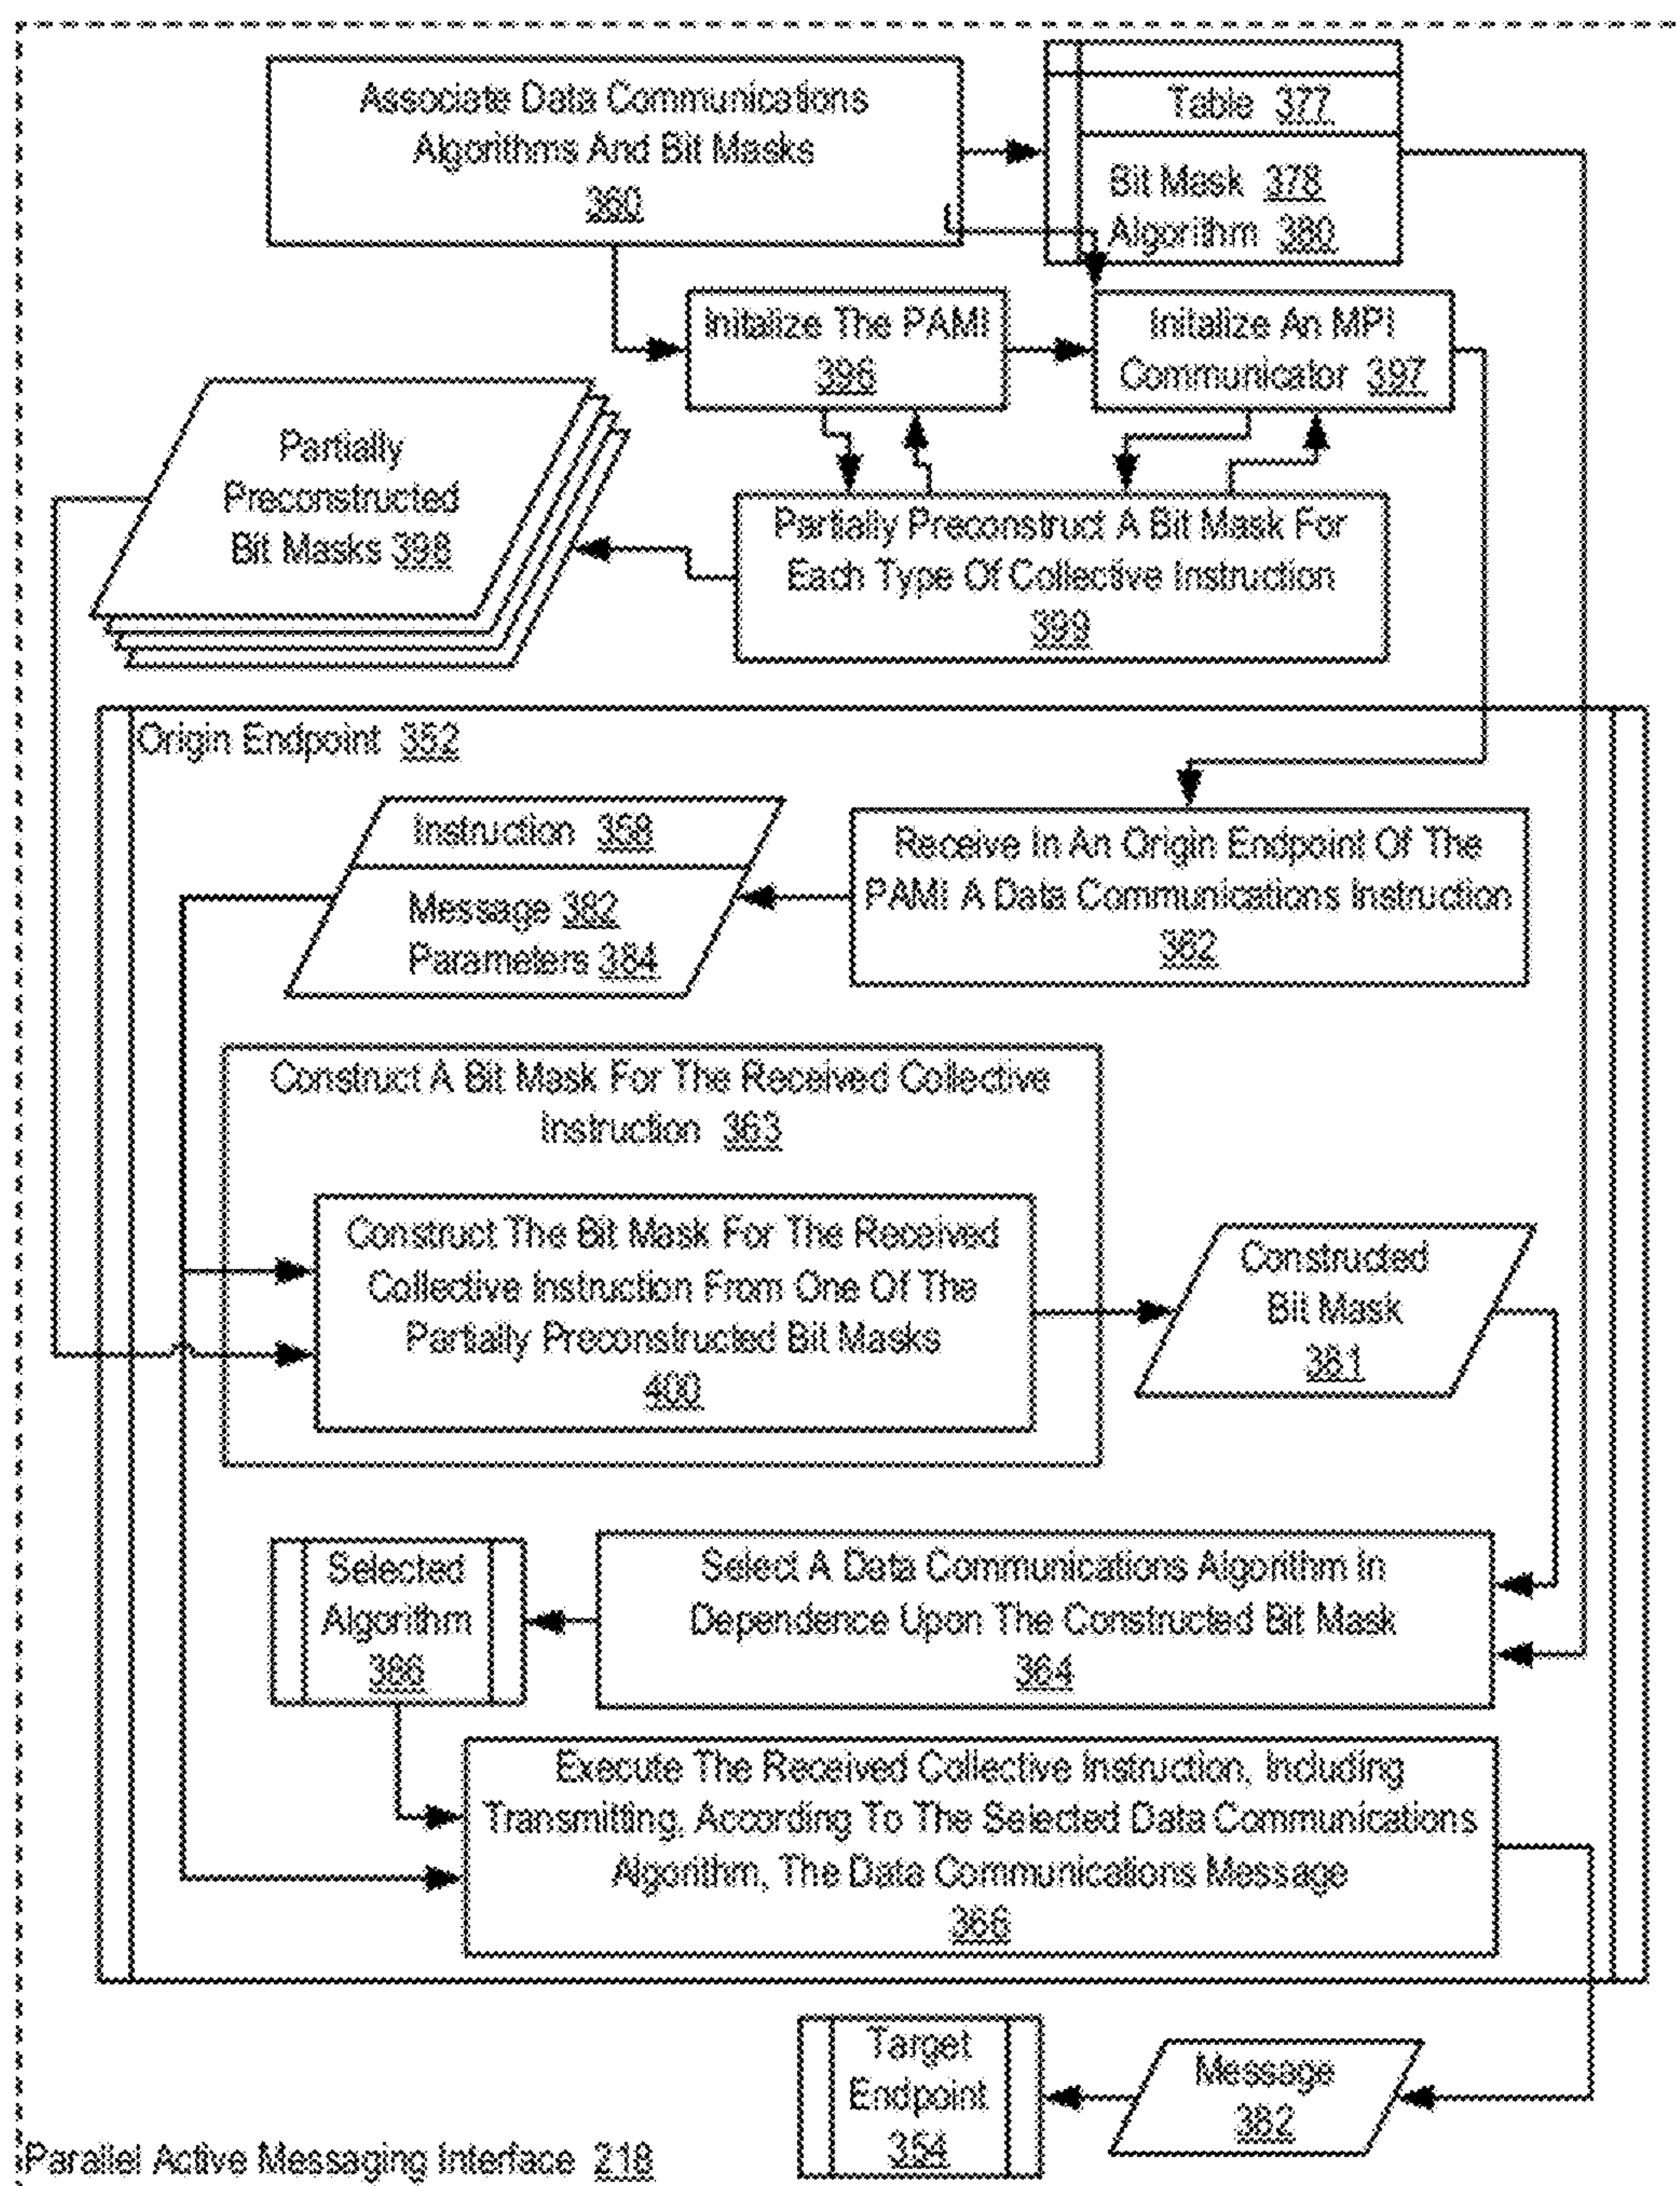 Associate Data Communications
Algorithms And Bit Masks
360
Table 377
Bit Mask 378
Algorithm 380
Initalize The PAMI
396
Initalize An MPI
Communicator 397
Partially
Preconstructed
Bit Masks 398
Partially Preconstruct A Bit Mask For
Each Type Of Collective Instruction
399
Origin Endpoint 352
Instruction 358
Message 382
Parameters 384
Receive In An Origin Endpoint Of The
PAMI A Data Communications Instruction
362
Construct A Bit Mask For The Received Collective
Instruction 363
Construct The Bit Mask For The Received
Collective Instruction From One Of The
Partially Preconstructed Bit Masks
400
Constructed
Bit Mask
381
Selected
Algorithm
386
Select A Data Communications Algorithm In
Dependence Upon The Constructed Bit Mask
364
Execute The Received Collective Instruction, Including
Transmitting, According To The Selected Data Communications
Algorithm, The Data Communications Message
366
Target
Endpoint
354
Message
382
Parallel Active Messaging Interface 218